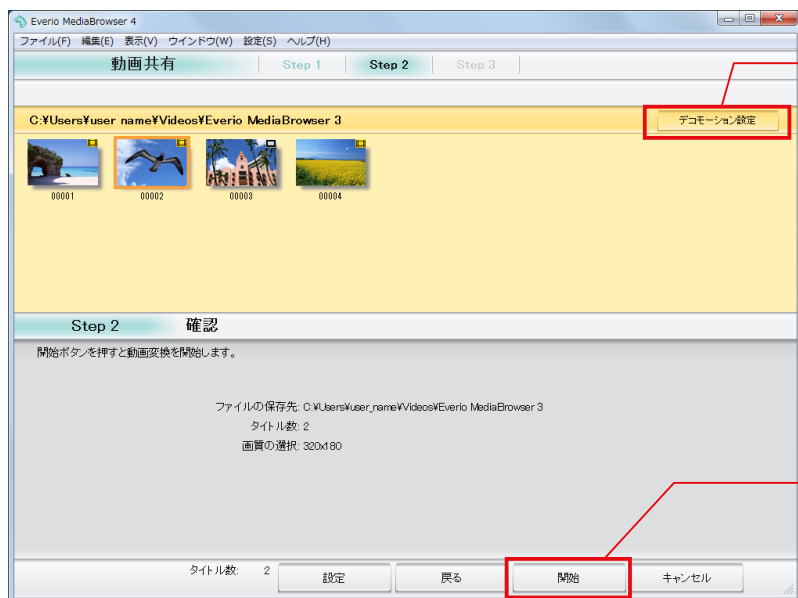 Everio MediaBrowser 4
ファイル(F) 編集(E) 表示(V) ウインドウ(W) 設定(S) ヘルプ(H)
動画共有 Step 1 Step 2 Step 3
C:¥Users¥user name¥Videos¥Everio MediaBrowser 3 デコモーション設定
00001 00002 00003 00004
Step 2 確認
開始ボタンを押すと動画変換を開始します。
ファイルの保存先: C:¥Users¥user_name¥Videos¥Everio MediaBrowser 3
タイトル数: 2
画質の選択: 320x180
タイトル数: 2 設定 戻る 開始 キャンセル